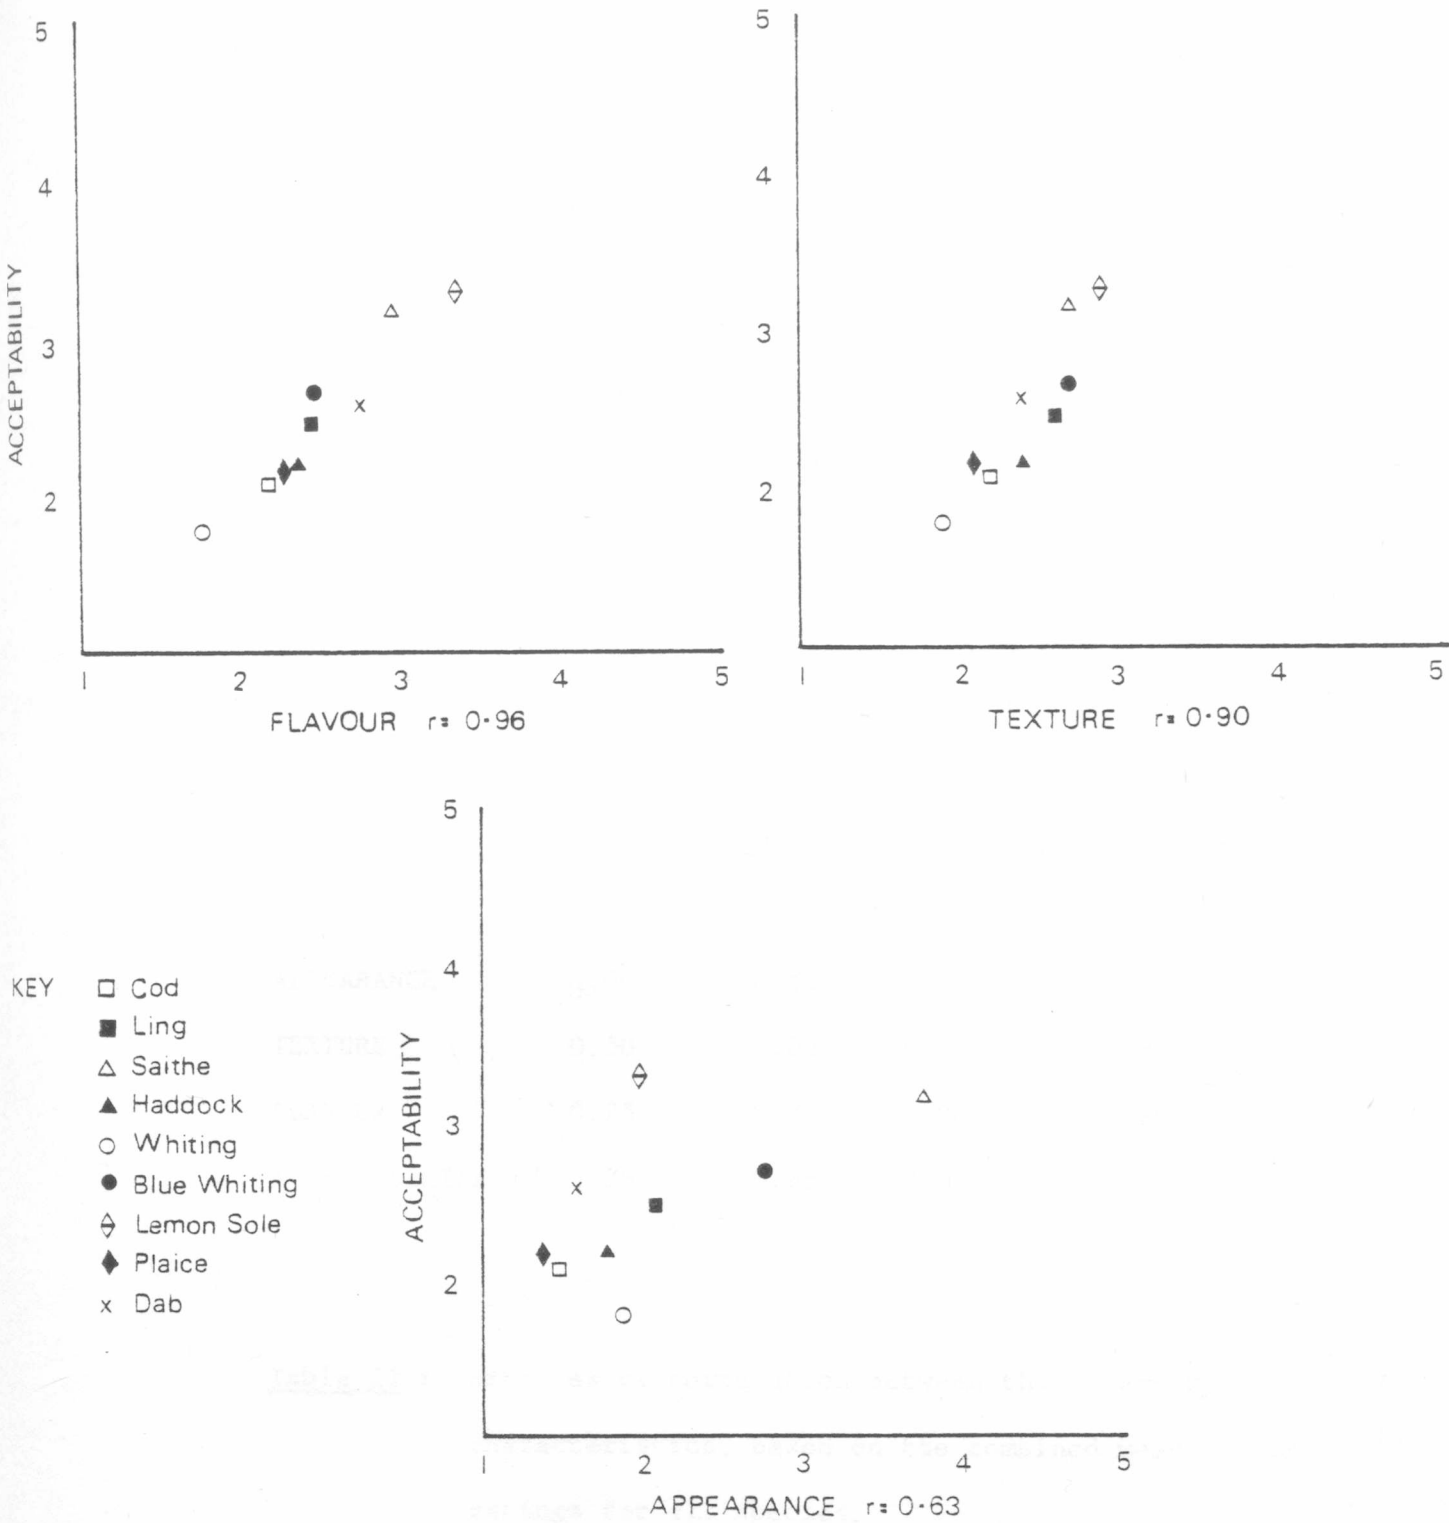 5
4
3
2
ACCEPTABILITY
1 2 3 4 5
FLAVOUR r= 0·96
5
4
3
2
1 2 3 4 5
TEXTURE r= 0·90
5
4
3
2
ACCEPTABILITY
1 2 3 4 5
APPEARANCE r= 0·63
KEY
Cod
Ling
Saithe
Haddock
Whiting
Blue Whiting
Lemon Sole
Plaice
Dab